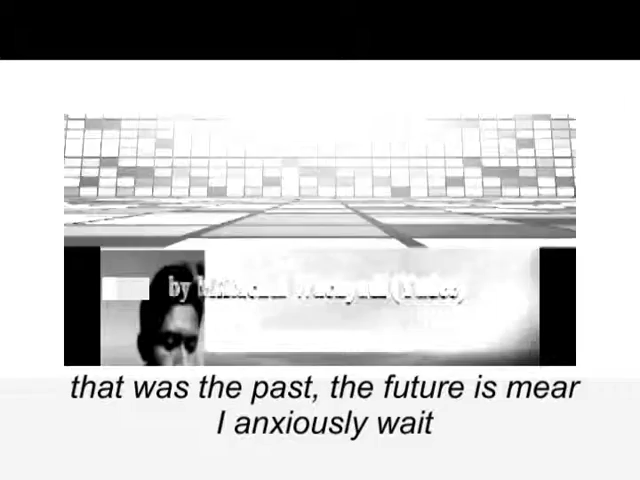 by
that was the past, the future is mear
I anxiously wait